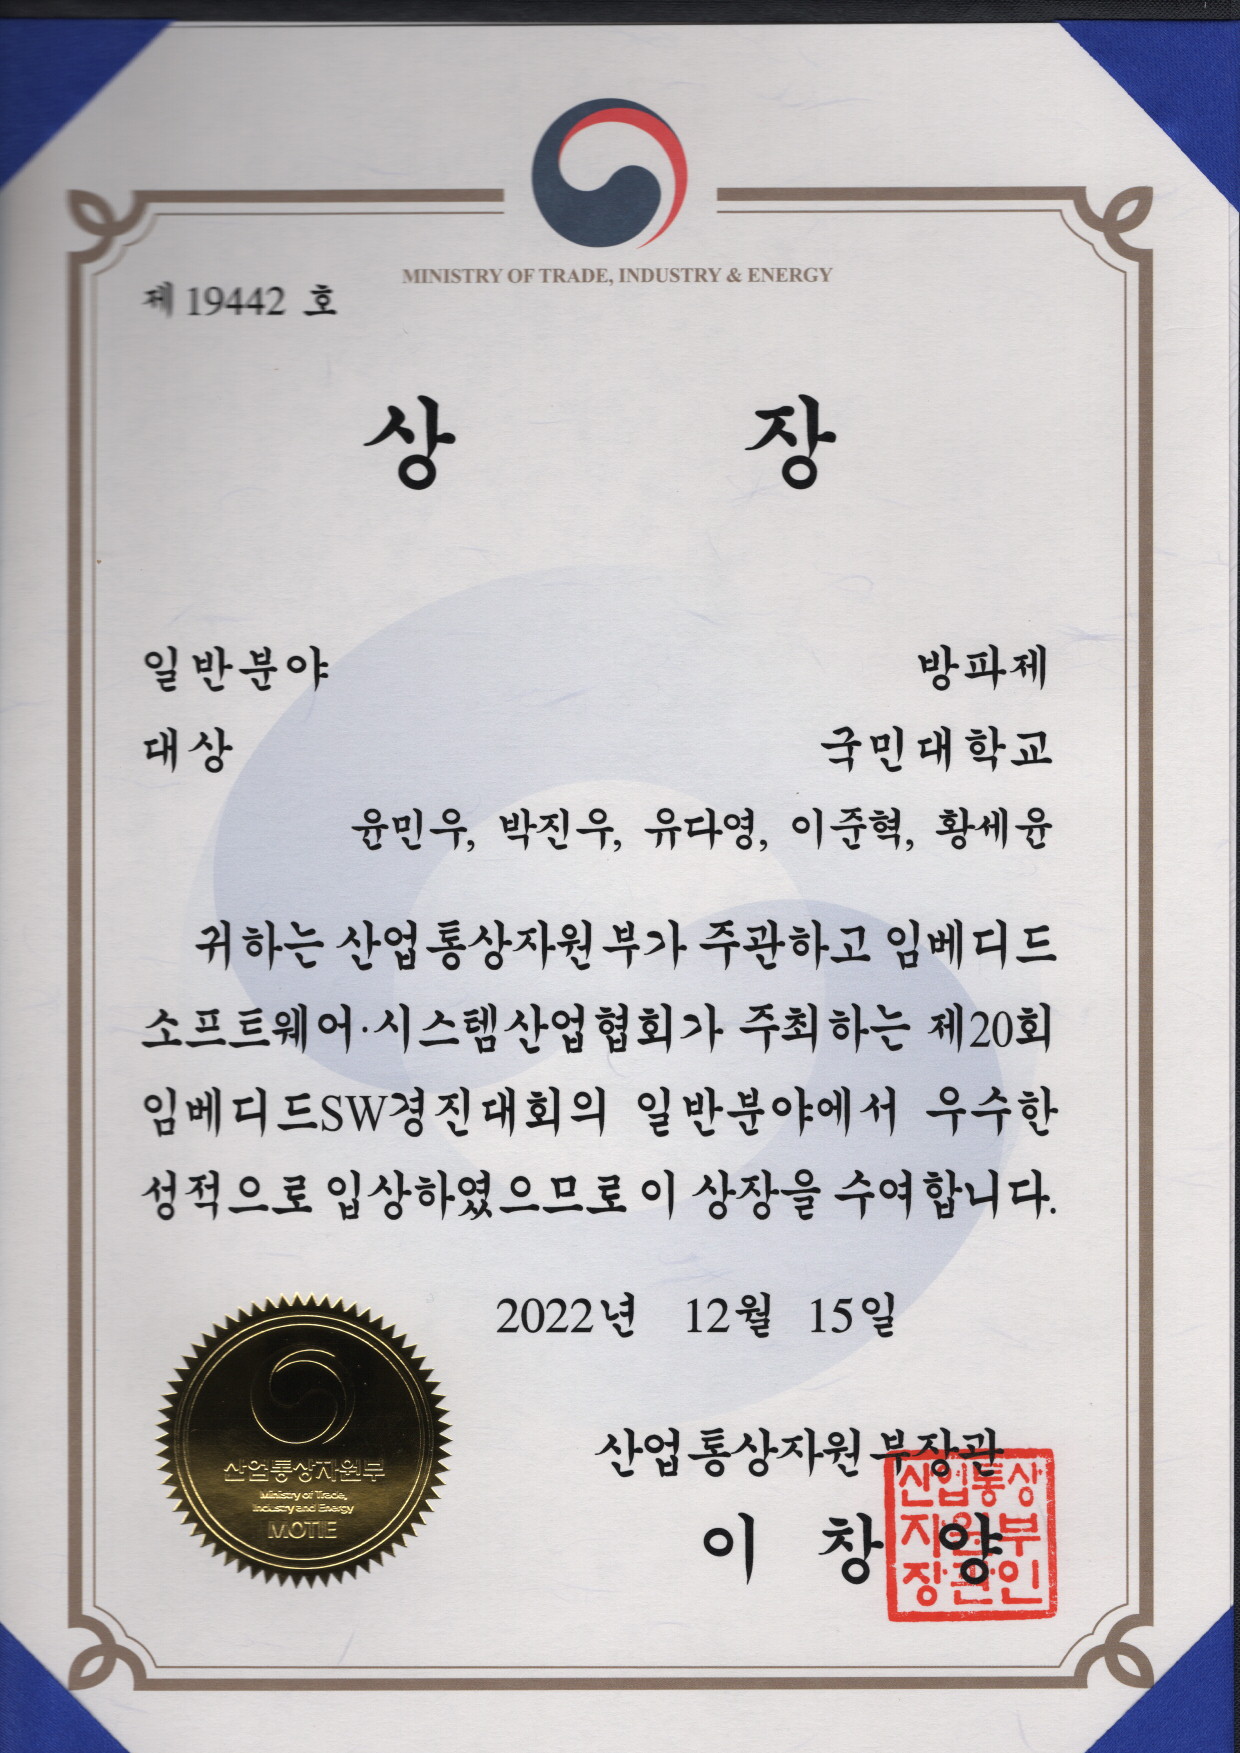 MINISTRY OF TRADE, INDUSTRY & ENERGY
제 19442 호
상 장
일반분야 방파제
대상 국민대학교
윤민우, 박진우, 유다영, 이준혁, 황세윤
귀하는 산업통상자원부가 주관하고 임베디드
소프트웨어·시스템산업협회가 주최하는 제20회
임베디드SW경진대회의 일반분야에서 우수한
성적으로 입상하였으므로 이 상장을 수여합니다.
2022년 12월 15일
산업통상자원부장관
이 창 양
산업통상
자원부
장관인
산업통상자원부
Ministry of Trade,
Industry and Energy
MOTIE